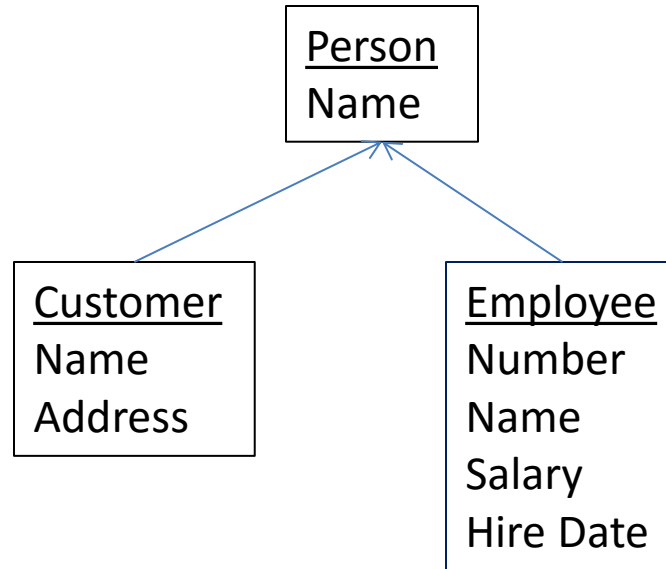 Person
Name
Customer
Name
Address
Employee
Number
Name
Salary
Hire Date